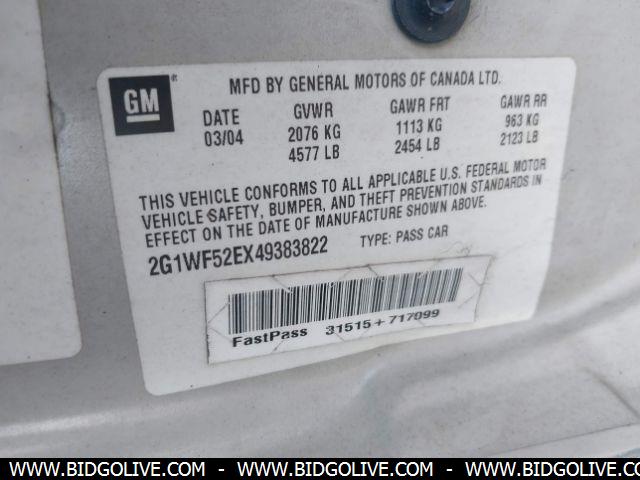 GM
MFD BY GENERAL MOTORS OF CANADA LTD.
DATE GVWR GAWR FRT GAWR RR
03/04 2076 KG 1113 KG 963 KG
4577 LB 2454 LB 2123 LB
THIS VEHICLE CONFORMS TO ALL APPLICABLE U.S. FEDERAL MOTOR
VEHICLE SAFETY, BUMPER, AND THEFT PREVENTION STANDARDS IN
EFFECT ON THE DATE OF MANUFACTURE SHOWN ABOVE.
2G1WF52EX49383822 TYPE: PASS CAR
FastPass 31515+717099
WWW.BIDGOLIVE.COM - WWW.BIDGOLIVE.COM - WWW.BIDGOLIVE.COM